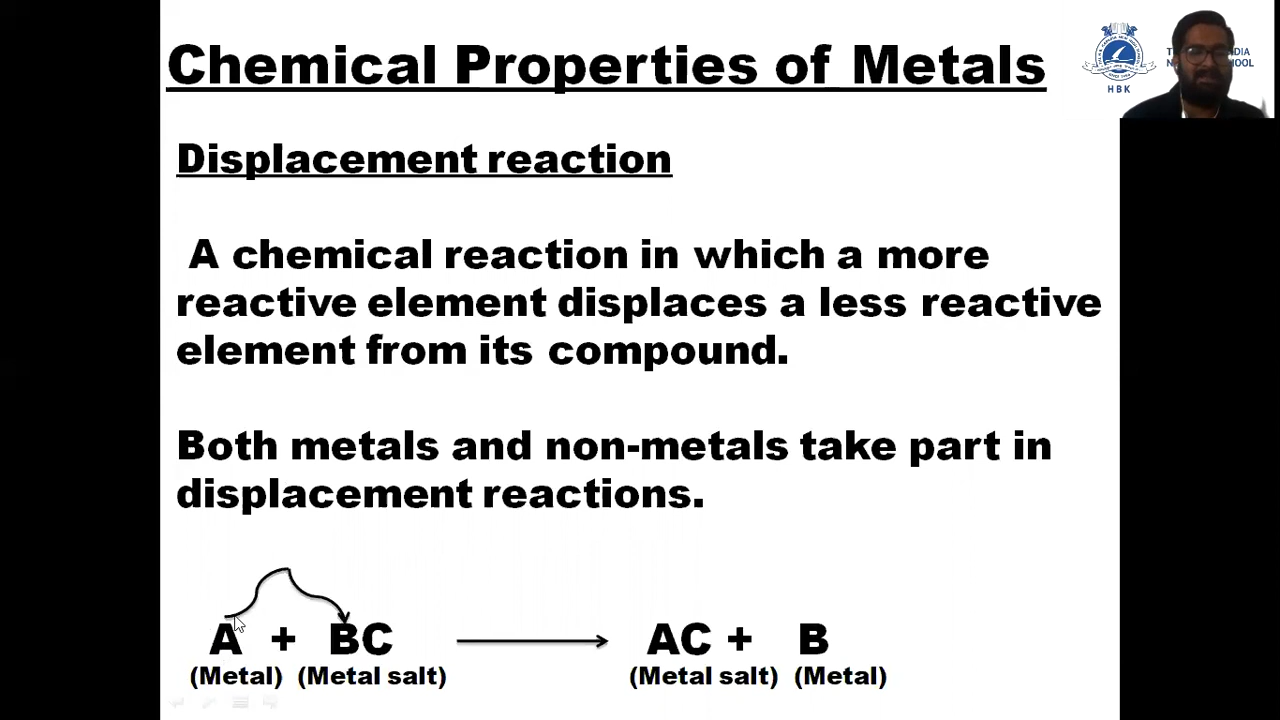 Chemical Properties of Metals
HBK
Displacement reaction
A chemical reaction in which a more
reactive element displaces a less reactive
element from its compound.
Both metals and non-metals take part in
displacement reactions.
A + BC AC + B
(Metal) (Metal salt) (Metal salt) (Metal)